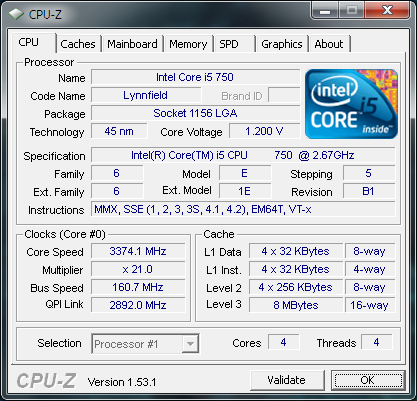 CPU-Z
CPU Caches Mainboard Memory SPD Graphics About
Processor
Name Intel Core i5 750
Code Name Lynnfield Brand ID
Package Socket 1156 LGA
Technology 45 nm Core Voltage 1.200 V
intel i5
CORE™ inside™
Specification Intel(R) Core(TM) i5 CPU 750 @ 2.67GHz
Family 6 Model E Stepping 5
Ext. Family 6 Ext. Model 1E Revision B1
Instructions MMX, SSE (1, 2, 3, 3S, 4.1, 4.2), EM64T, VT-x
Clocks (Core #0)
Core Speed 3374.1 MHz
Multiplier x 21.0
Bus Speed 160.7 MHz
QPI Link 2892.0 MHz
Cache
L1 Data 4 x 32 KBytes 8-way
L1 Inst. 4 x 32 KBytes 4-way
Level 2 4 x 256 KBytes 8-way
Level 3 8 MBytes 16-way
Selection Processor #1 Cores 4 Threads 4
CPU-Z Version 1.53.1 Validate OK